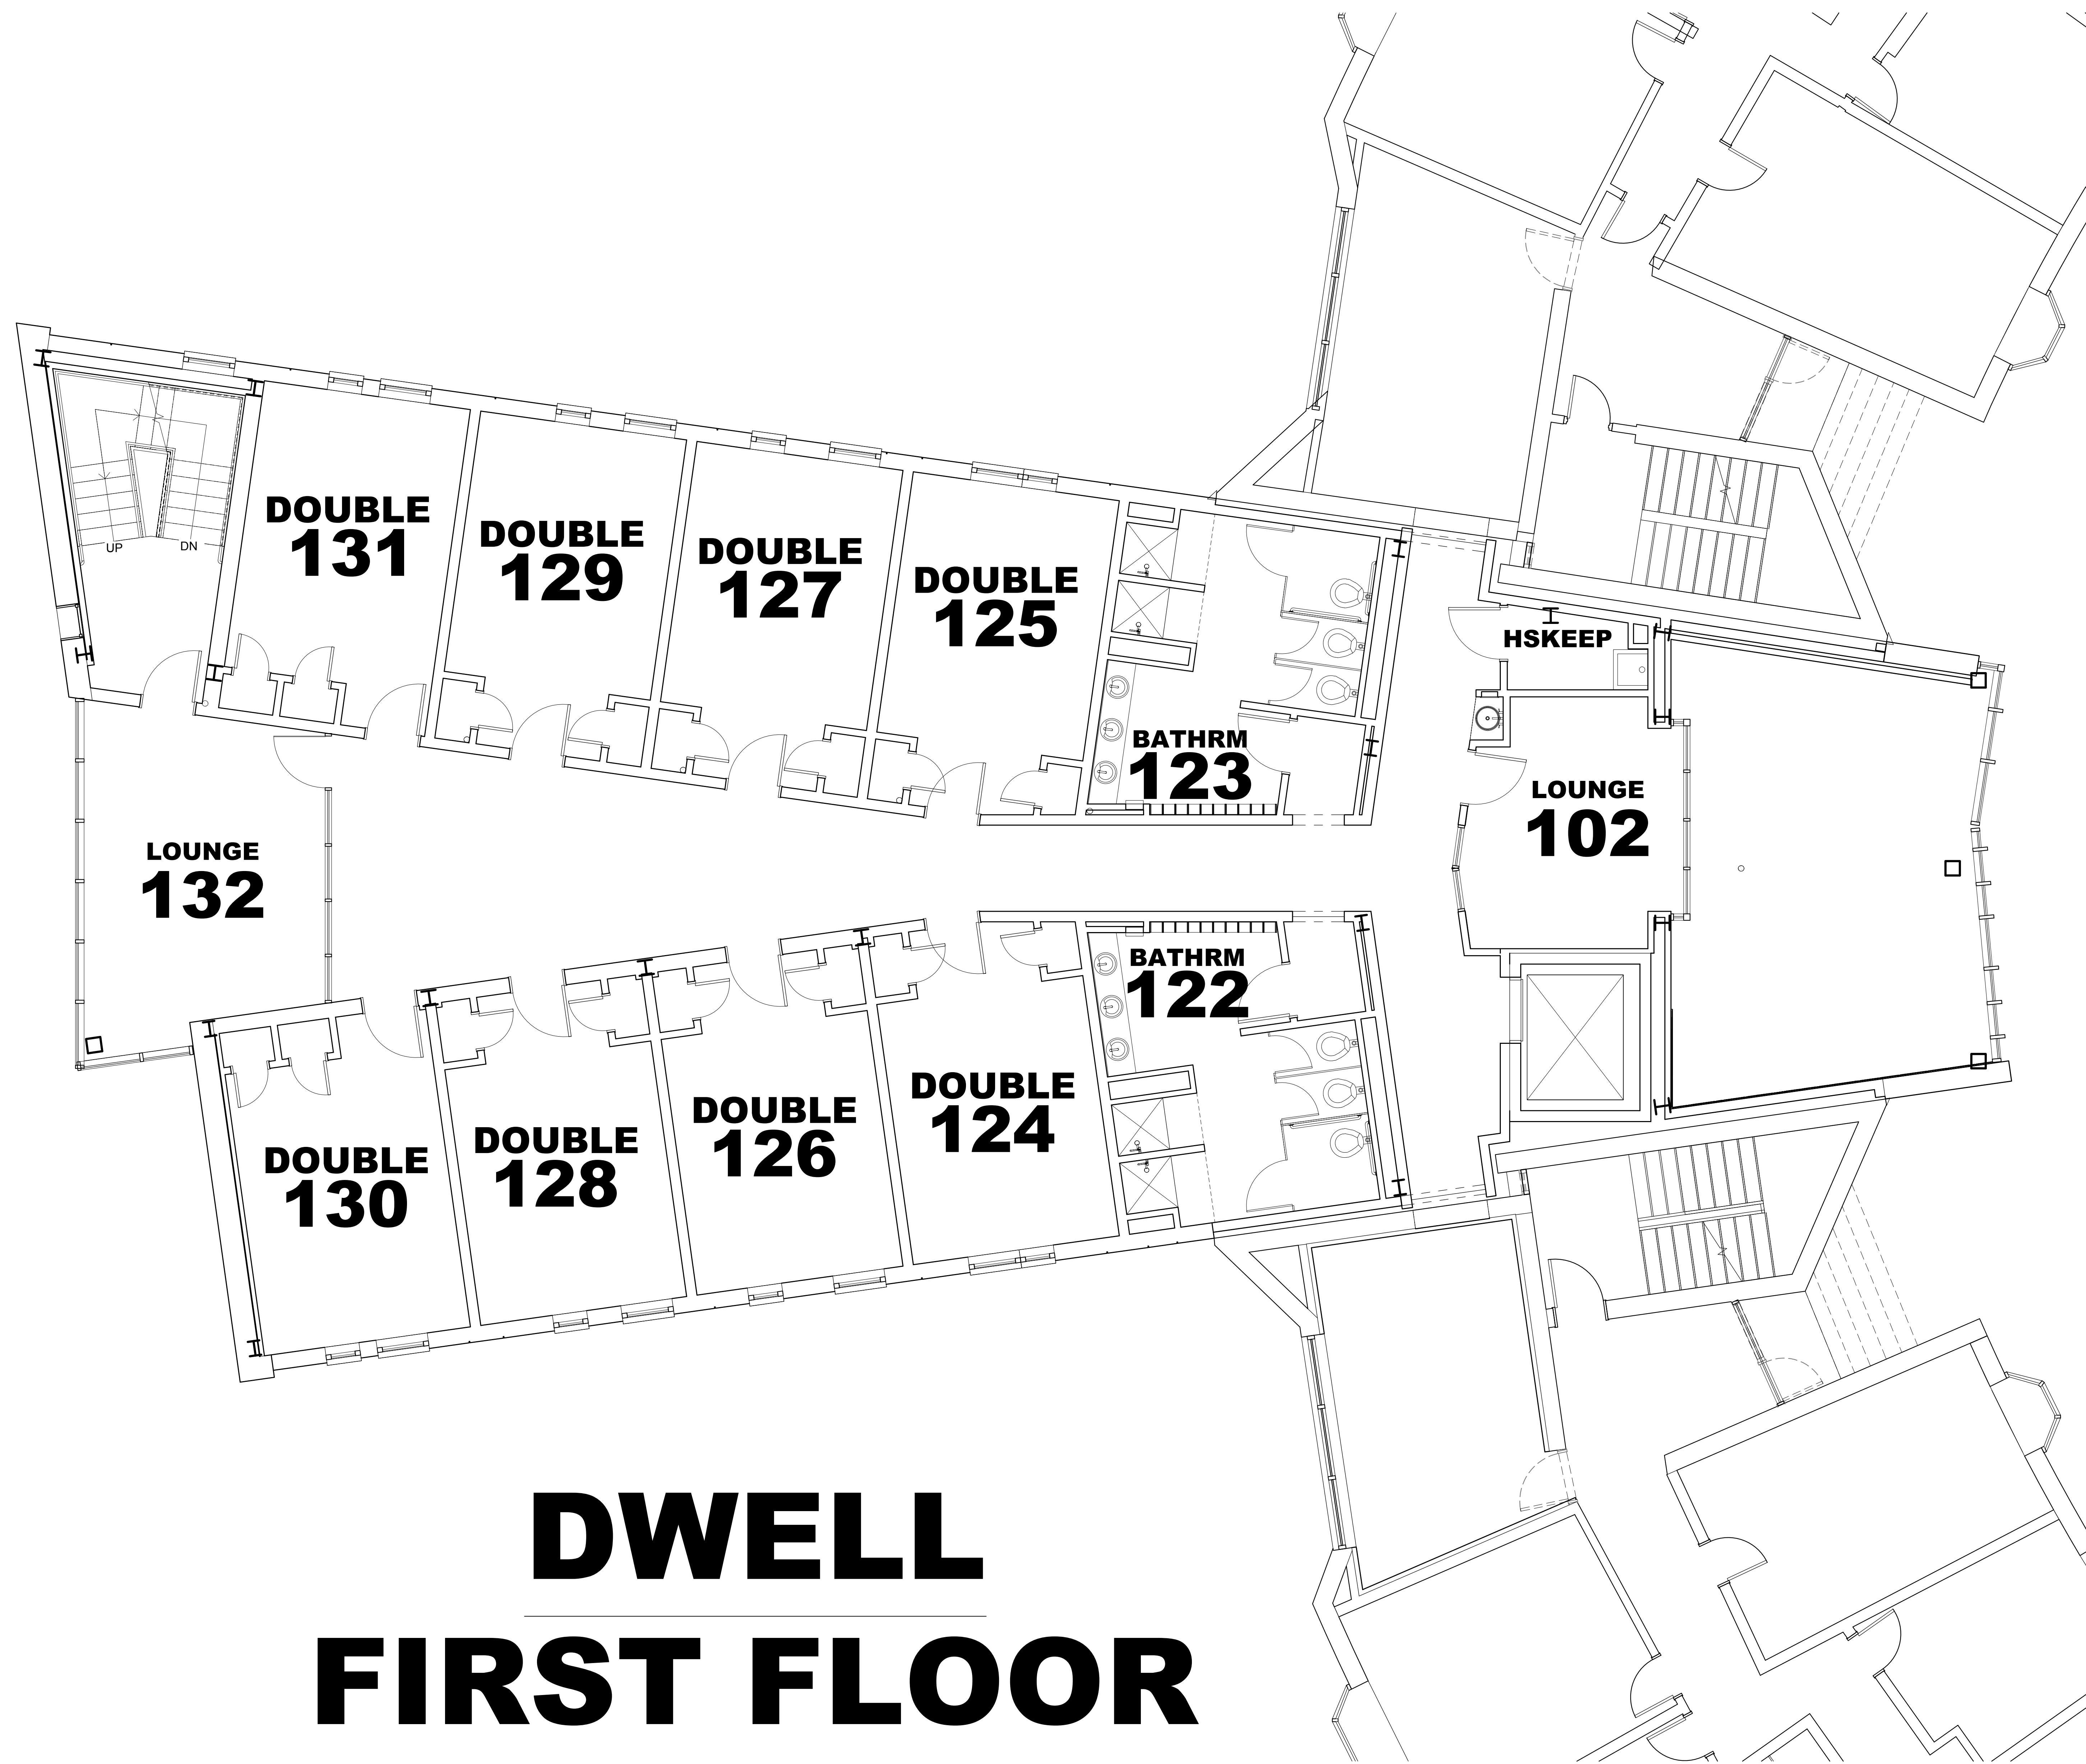 UP
DN
DOUBLE
131
DOUBLE
129
DOUBLE
127
DOUBLE
125
HSKEEP
BATHRM
123
LOUNGE
102
LOUNGE
132
BATHRM
122
DOUBLE
130
DOUBLE
128
DOUBLE
126
DOUBLE
124
DWELL
FIRST FLOOR